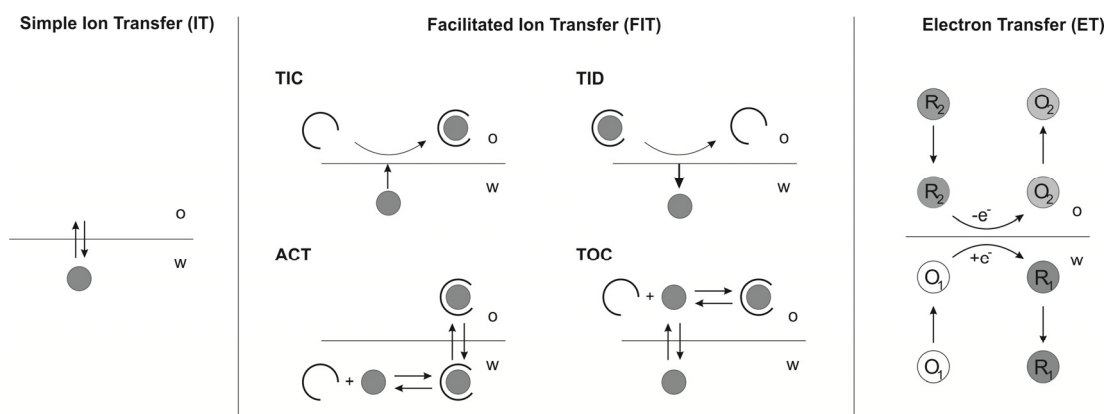 Simple Ion Transfer (IT)
Facilitated Ion Transfer (FIT)
Electron Transfer (ET)
o
w
TIC
o
w
TID
o
w
ACT
o
+
w
TOC
+
o
w
R2
O2
R2
O2
-e-
o
+e-
w
O1
R1
O1
R1